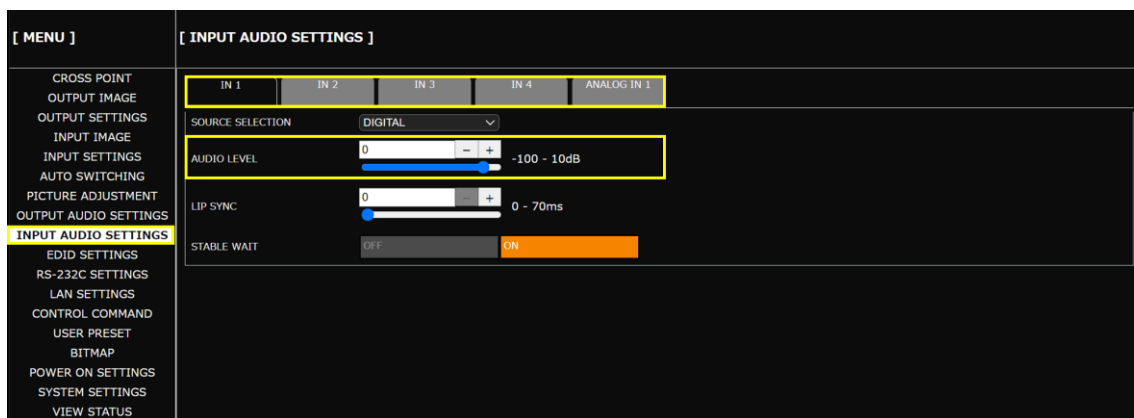 [ MENU ]
CROSS POINT
OUTPUT IMAGE
OUTPUT SETTINGS
INPUT IMAGE
INPUT SETTINGS
AUTO SWITCHING
PICTURE ADJUSTMENT
OUTPUT AUDIO SETTINGS
INPUT AUDIO SETTINGS
EDID SETTINGS
RS-232C SETTINGS
LAN SETTINGS
CONTROL COMMAND
USER PRESET
BITMAP
POWER ON SETTINGS
SYSTEM SETTINGS
VIEW STATUS
[ INPUT AUDIO SETTINGS ]
IN 1 IN 2 IN 3 IN 4 ANALOG IN 1
SOURCE SELECTION DIGITAL
AUDIO LEVEL 0 - + -100 - 10dB
LIP SYNC 0 - + 0 - 70ms
STABLE WAIT OFF ON